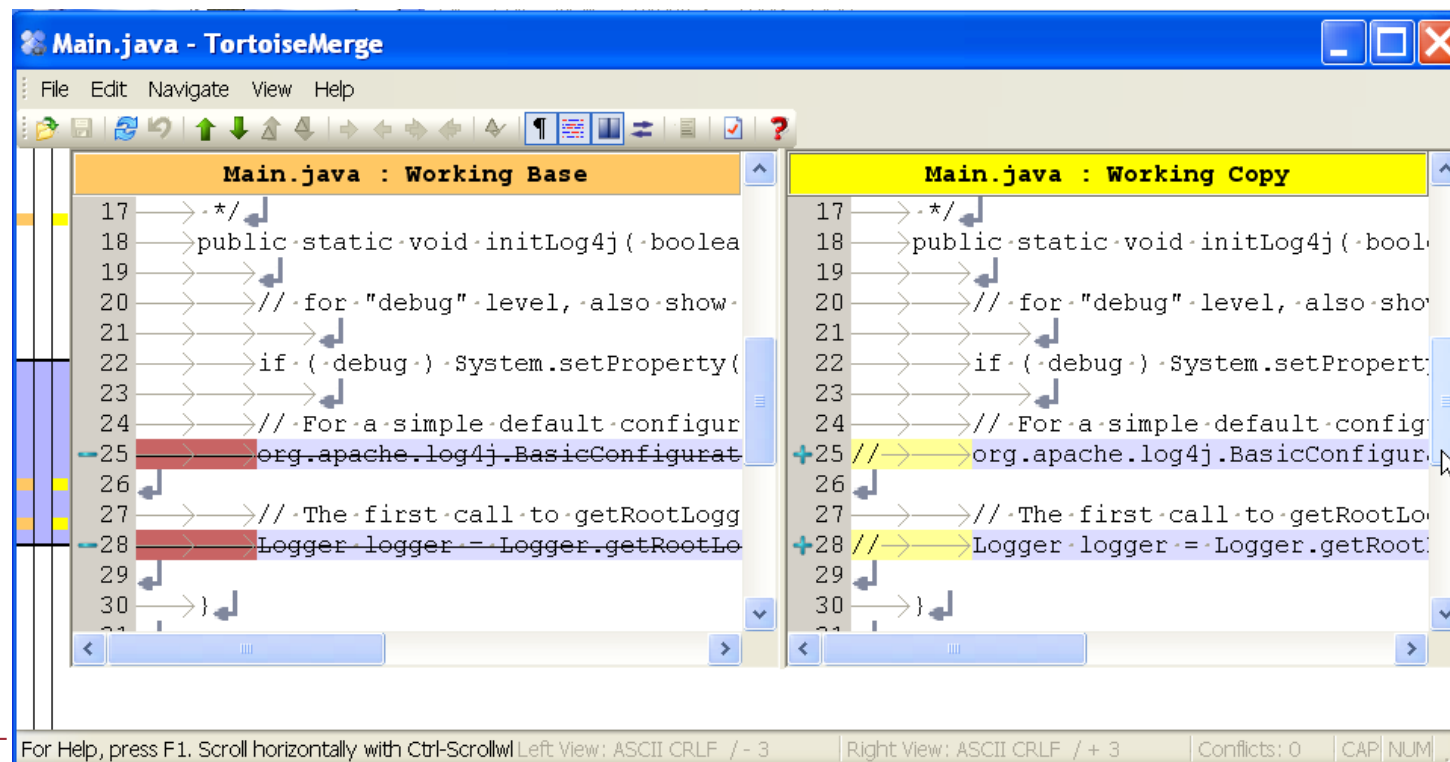 Main.java - TortoiseMerge
File Edit Navigate View Help
Main.java : Working Base
17 */
18 public static void initLog4j( boolea
19
20 // for "debug" level, also show
21
22 if ( debug ) System.setProperty(
23
24 // For a simple default configur
25 org.apache.log4j.BasicConfigurat
26
27 // The first call to getRootLogg
28 Logger logger = Logger.getRootLo
29
30 }
Main.java : Working Copy
17 */
18 public static void initLog4j( boole
19
20 // for "debug" level, also show
21
22 if ( debug ) System.setProperty
23
24 // For a simple default config
25 // org.apache.log4j.BasicConfigur
26
27 // The first call to getRootLo
28 // Logger logger = Logger.getRoot
29
30 }
For Help, press F1. Scroll horizontally with Ctrl-Scrollwl Left View: ASCII CRLF / - 3 Right View: ASCII CRLF / + 3 Conflicts: 0 CAP NUM